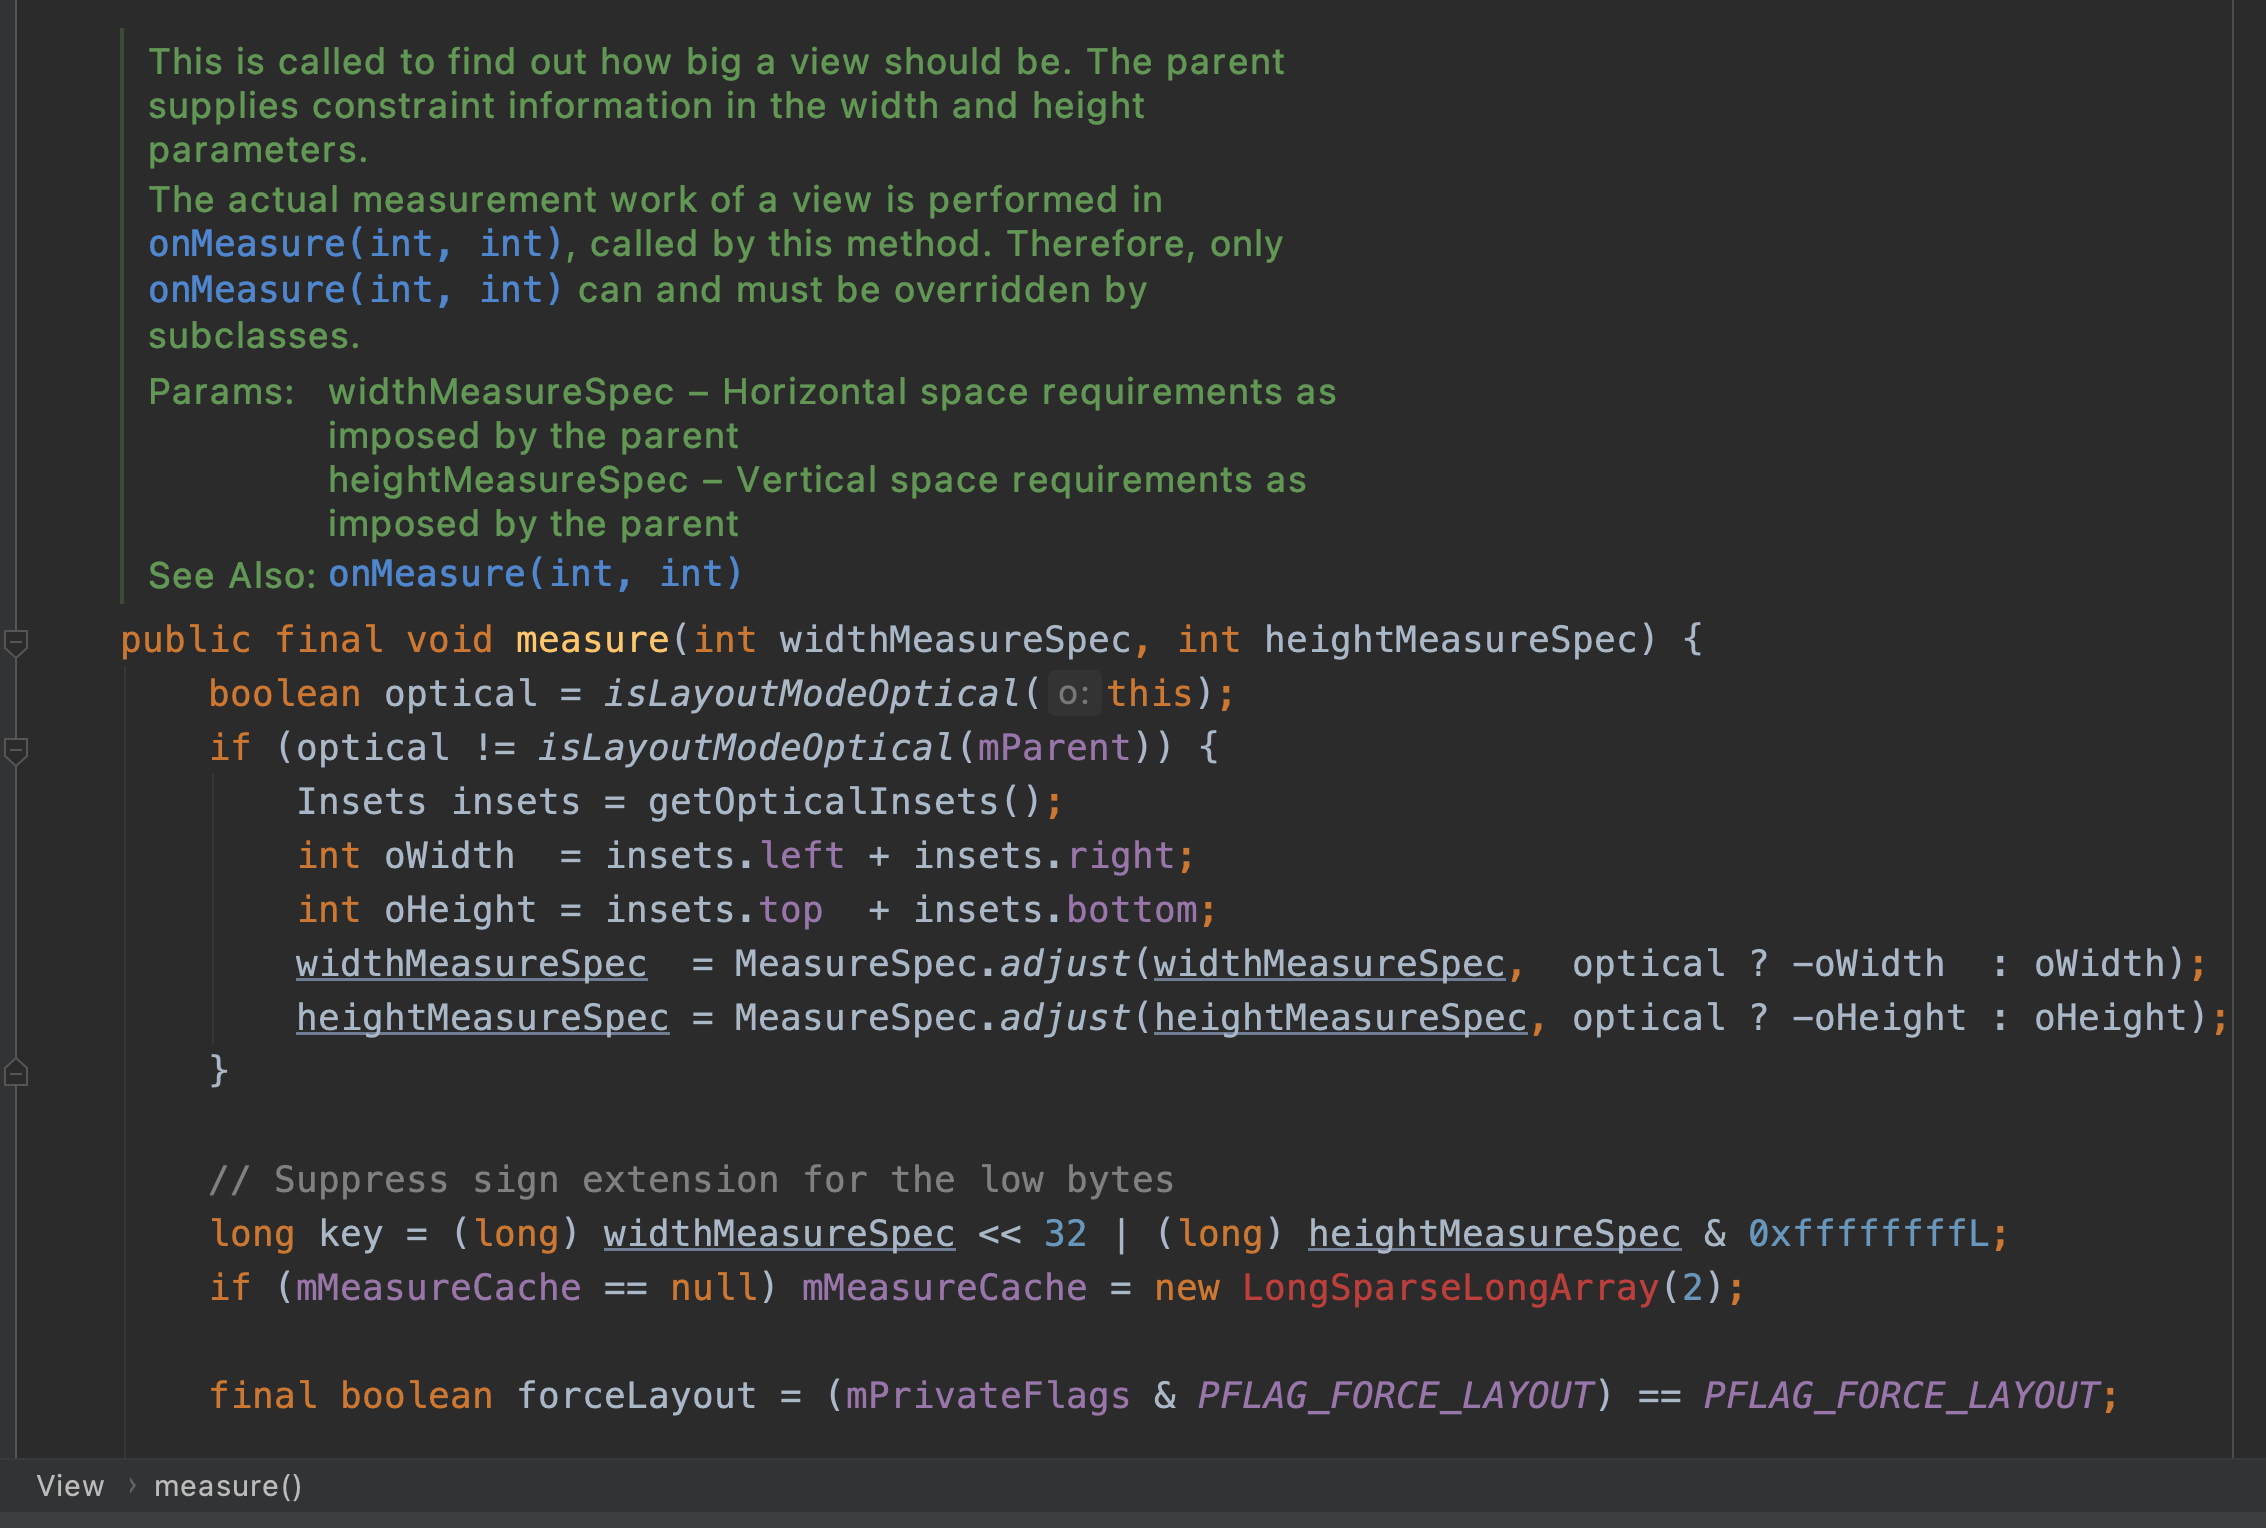 This is called to find out how big a view should be. The parent
supplies constraint information in the width and height
parameters.
The actual measurement work of a view is performed in
onMeasure(int, int), called by this method. Therefore, only
onMeasure(int, int) can and must be overridden by
subclasses.
Params: widthMeasureSpec – Horizontal space requirements as
imposed by the parent
heightMeasureSpec – Vertical space requirements as
imposed by the parent
See Also: onMeasure(int, int)
public final void measure(int widthMeasureSpec, int heightMeasureSpec) {
boolean optical = isLayoutModeOptical( o: this);
if (optical != isLayoutModeOptical(mParent)) {
Insets insets = getOpticalInsets();
int oWidth  = insets.left + insets.right;
int oHeight = insets.top  + insets.bottom;
widthMeasureSpec  = MeasureSpec.adjust(widthMeasureSpec,  optical ? -oWidth  : oWidth);
heightMeasureSpec = MeasureSpec.adjust(heightMeasureSpec, optical ? -oHeight : oHeight);
}
// Suppress sign extension for the low bytes
long key = (long) widthMeasureSpec << 32 | (long) heightMeasureSpec & 0xffffffffL;
if (mMeasureCache == null) mMeasureCache = new LongSparseLongArray(2);
final boolean forceLayout = (mPrivateFlags & PFLAG_FORCE_LAYOUT) == PFLAG_FORCE_LAYOUT;
View › measure()